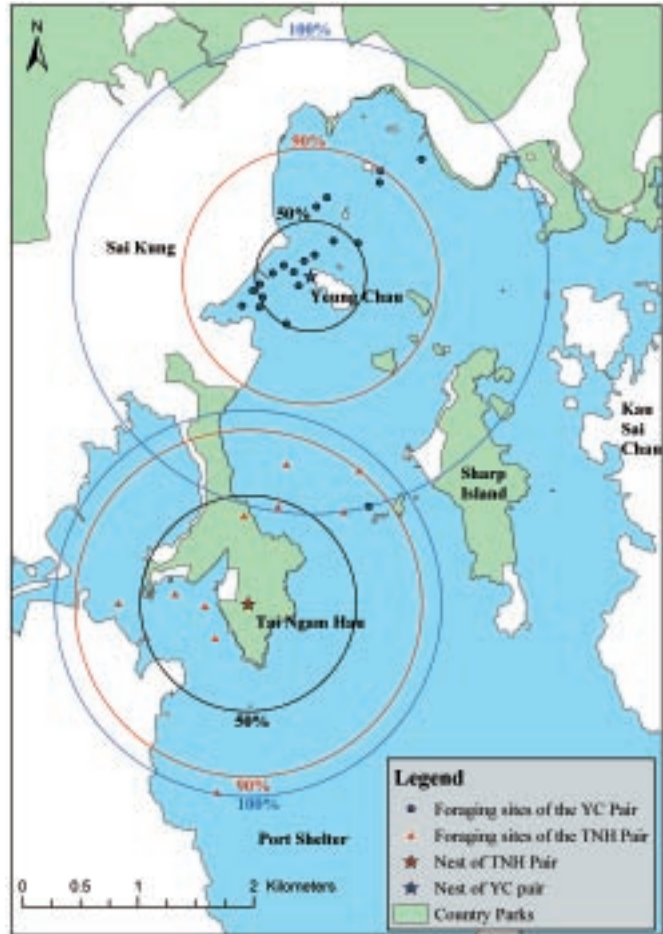 100%
N
90%
50%
Sai Kung
Yeung Chau
Kau
Sai
Chau
Sharp
Island
Tai Ngam Hau
50%
90%
100%
Legend
Foraging sites of the YC Pair
Foraging sites of the TNH Pair
Nest of TNH Pair
Nest of YC pair
Country Parks
Port Shelter
0 0.5 1 2 Kilometers